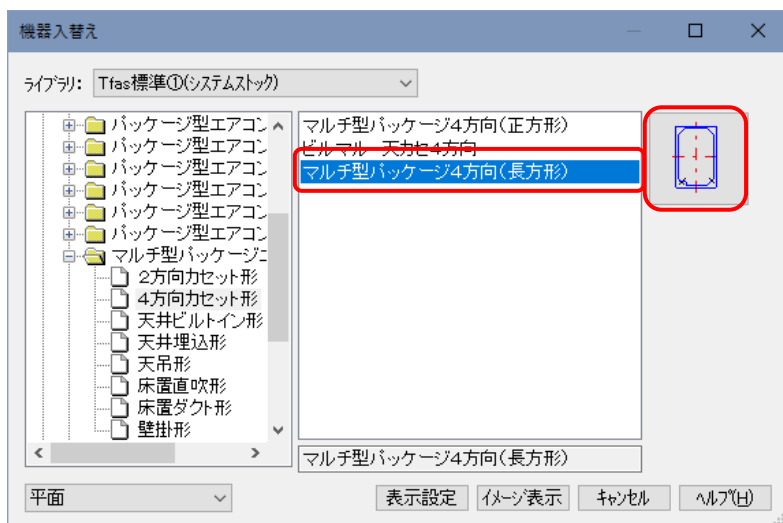 機器入替え
ライブラリ: Tfas標準①(システムストック)
パッケージ型エアコン
パッケージ型エアコン
パッケージ型エアコン
パッケージ型エアコン
パッケージ型エアコン
パッケージ型エアコン
マルチ型パッケージエ
2方向カセット形
4方向カセット形
天井ビルトイン形
天井埋込形
天吊形
床置直吹形
床置ダクト形
壁掛形
マルチ型パッケージ4方向(正方形)
ビルマル 天カセ4方向
マルチ型パッケージ4方向(長方形)
マルチ型パッケージ4方向(長方形)
平面
表示設定
イメージ表示
キャンセル
ヘルプ(H)